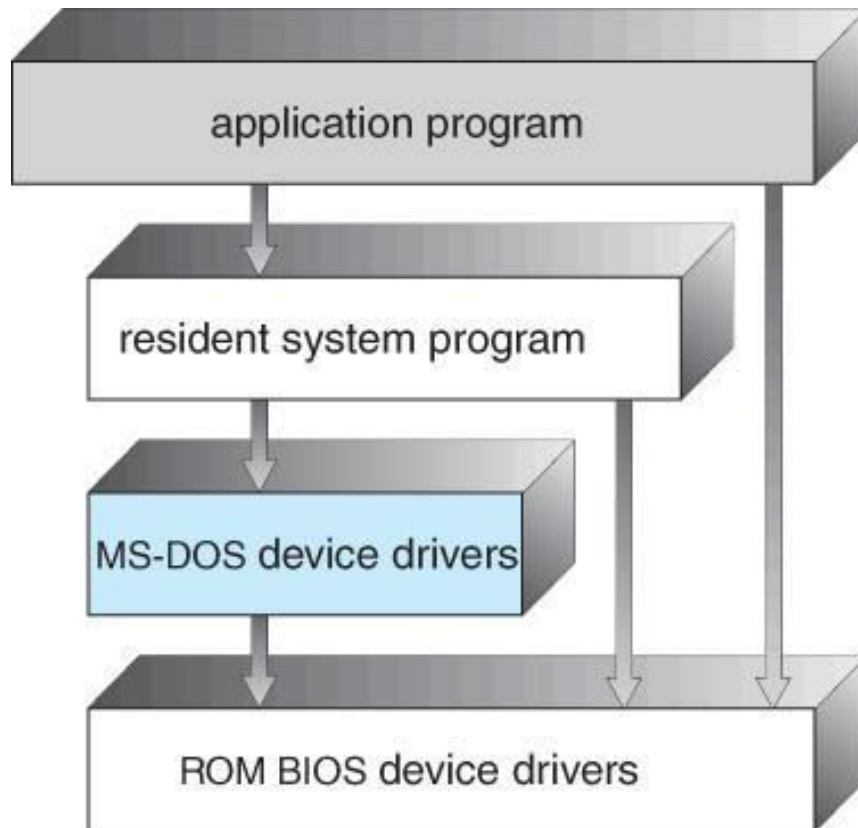 application program
resident system program
MS-DOS device drivers
ROM BIOS device drivers